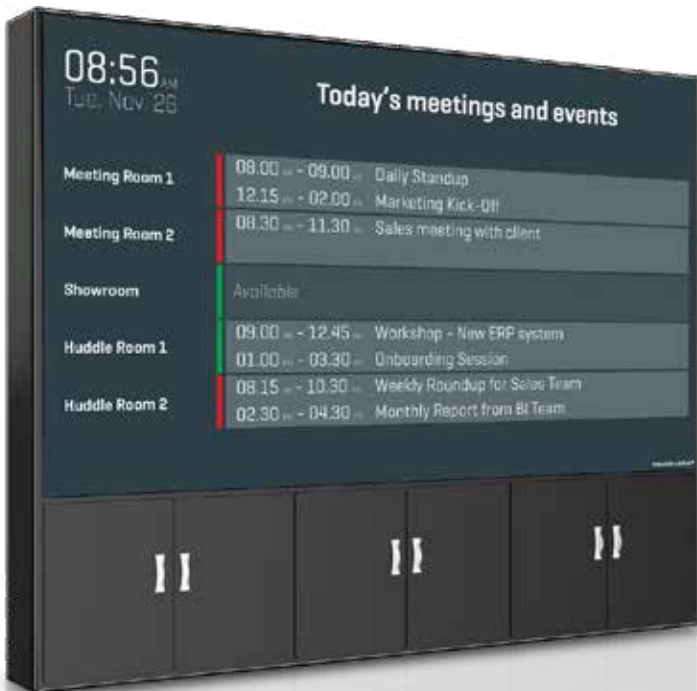 08:56 AM
Tue, Nov 26
Today's meetings and events
Meeting Room 1
08.00 - 09.00 Daily Standup
12.15 - 02.00 Marketing Kick-Off
Meeting Room 2
08.30 - 11.30 Sales meeting with client
Showroom
Available
Huddle Room 1
09.00 - 12.45 Workshop - New ERP system
01.00 - 03.30 Onboarding Session
Huddle Room 2
08.15 - 10.30 Weekly Roundup for Sales Team
02.30 - 04.30 Monthly Report from BI Team